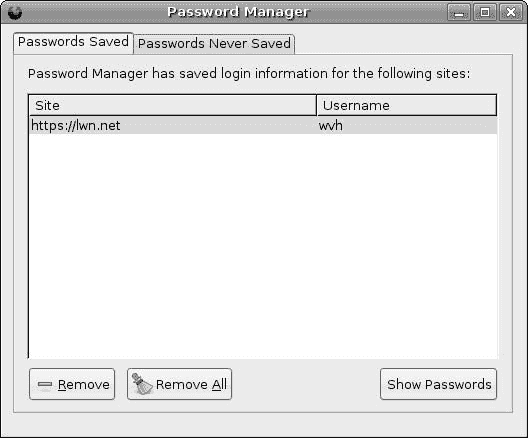 Password Manager
Passwords Saved Passwords Never Saved
Password Manager has saved login information for the following sites:
Site Username
https://lwn.net wvh
Remove Remove All Show Passwords